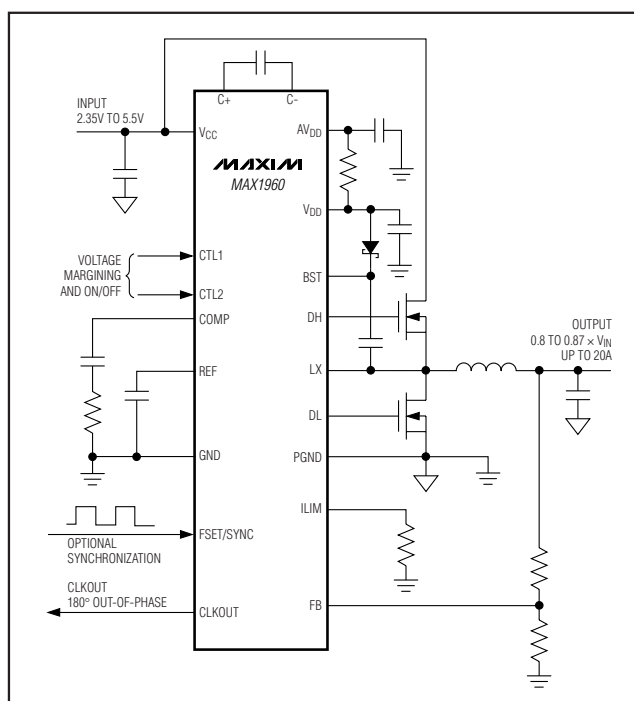 C+
C-
INPUT
2.35V TO 5.5V
VCC
AVDD
MAXIM
MAX1960
VDD
VOLTAGE
MARGINING
AND ON/OFF
CTL1
CTL2
BST
COMP
DH
OUTPUT
0.8 TO 0.87 × VIN
UP TO 20A
REF
LX
DL
GND
PGND
ILIM
FSET/SYNC
OPTIONAL
SYNCHRONIZATION
CLKOUT
180° OUT-OF-PHASE
CLKOUT
FB